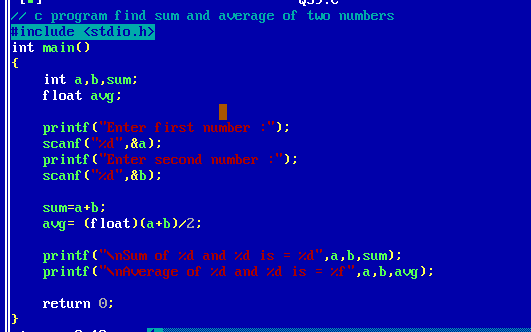 Q59.C
// c program find sum and average of two numbers
#include <stdio.h>
int main()
{
int a,b,sum;
float avg;
printf("Enter first number :");
scanf("%d",&a);
printf("Enter second number :");
scanf("%d",&b);
sum=a+b;
avg= (float)(a+b)/2;
printf("\nSum of %d and %d is = %d",a,b,sum);
printf("\nAverage of %d and %d is = %f",a,b,avg);
return 0;
}